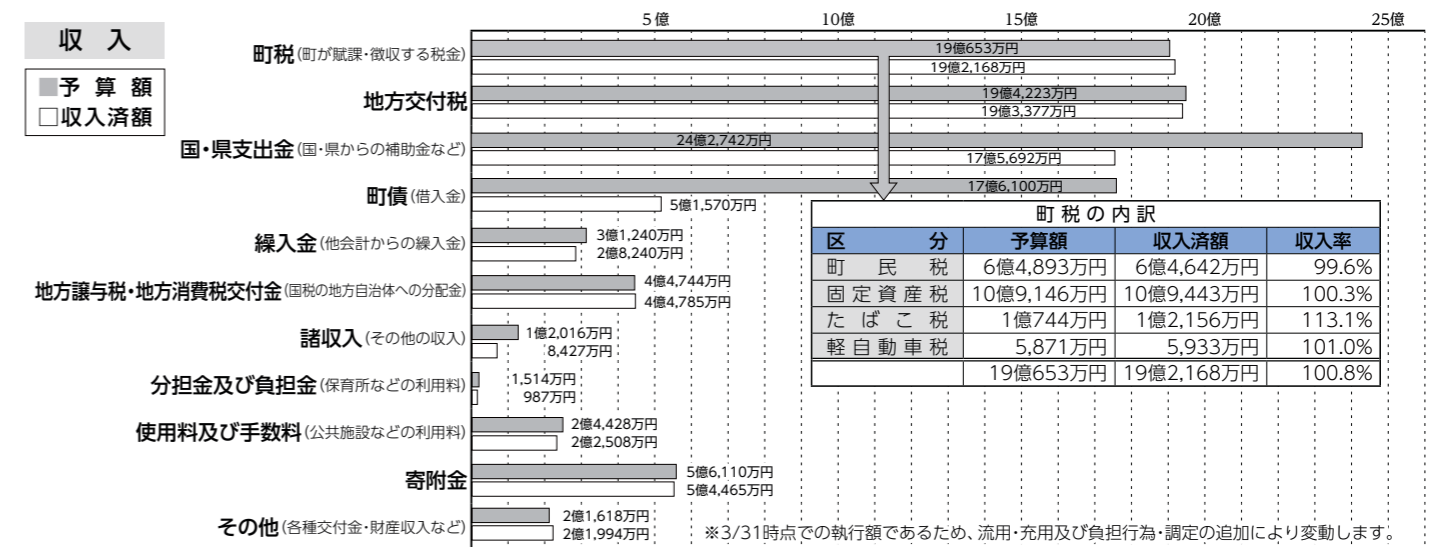 収 入
■予 算 額
□収入済額
5億 10億 15億 20億 25億
町税(町が賦課・徴収する税金)
19億653万円
19億2,168万円
地方交付税
19億4,223万円
19億3,377万円
国・県支出金(国・県からの補助金など)
24億2,742万円
17億5,692万円
町債(借入金)
17億6,100万円
5億1,570万円
繰入金(他会計からの繰入金)
3億1,240万円
2億8,240万円
地方譲与税・地方消費税交付金(国税の地方自治体への分配金)
4億4,744万円
4億4,785万円
諸収入(その他の収入)
1億2,016万円
8,427万円
分担金及び負担金(保育所などの利用料)
1,514万円
987万円
使用料及び手数料(公共施設などの利用料)
2億4,428万円
2億2,508万円
寄附金
5億6,110万円
5億4,465万円
その他(各種交付金・財産収入など)
2億1,618万円
2億1,994万円
町税の内訳
区 分 予算額 収入済額 収入率
町 民 税 6億4,893万円 6億4,642万円 99.6%
固定資産税 10億9,146万円 10億9,443万円 100.3%
たばこ税 1億744万円 1億2,156万円 113.1%
軽自動車税 5,871万円 5,933万円 101.0%
19億653万円 19億2,168万円 100.8%
※3/31時点での執行額であるため、流用・充用及び負担行為・調定の追加により変動します。